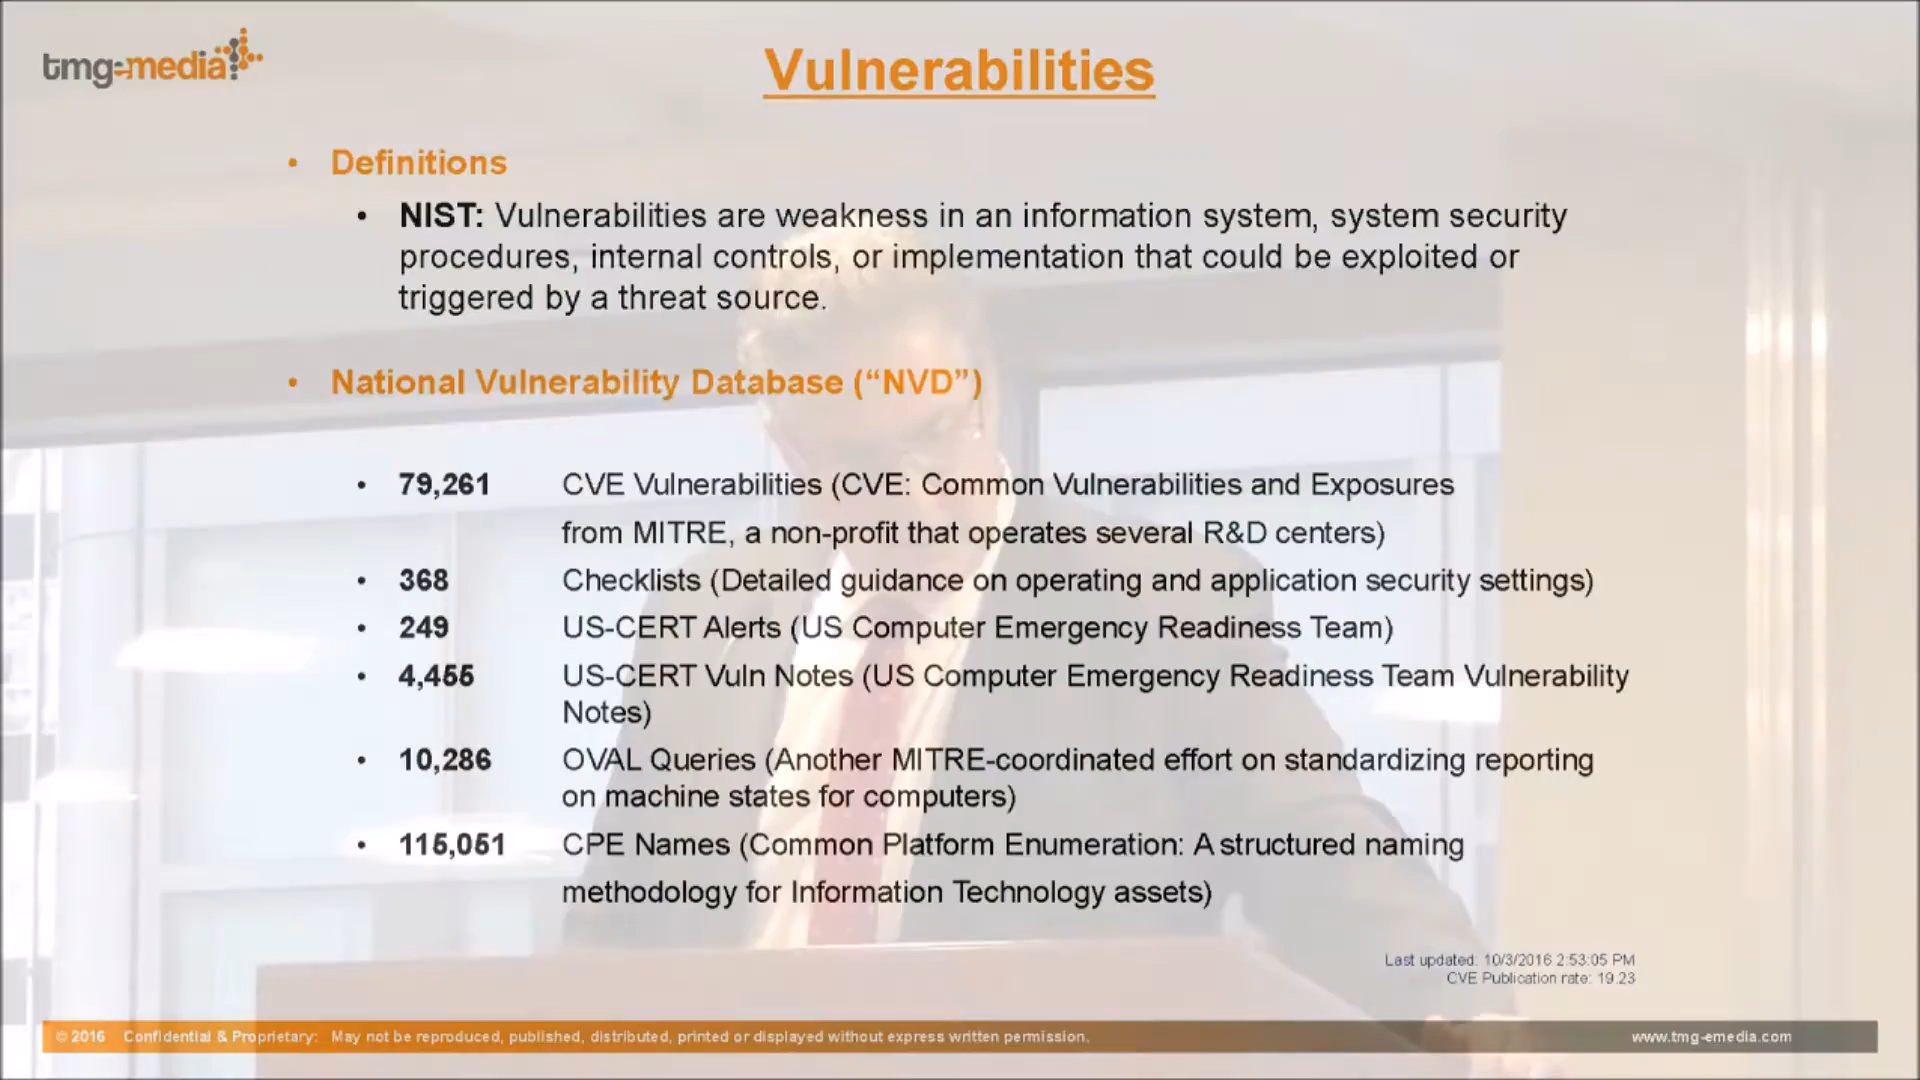 tmg-emedia
Vulnerabilities
• Definitions
• NIST: Vulnerabilities are weakness in an information system, system security
procedures, internal controls, or implementation that could be exploited or
triggered by a threat source.
• National Vulnerability Database (“NVD”)
• 79,261 CVE Vulnerabilities (CVE: Common Vulnerabilities and Exposures
from MITRE, a non-profit that operates several R&D centers)
• 368 Checklists (Detailed guidance on operating and application security settings)
• 249 US-CERT Alerts (US Computer Emergency Readiness Team)
• 4,455 US-CERT Vuln Notes (US Computer Emergency Readiness Team Vulnerability
Notes)
• 10,286 OVAL Queries (Another MITRE-coordinated effort on standardizing reporting
on machine states for computers)
• 115,051 CPE Names (Common Platform Enumeration: A structured naming
methodology for Information Technology assets)
Last updated: 10/3/2016 2:53:05 PM
CVE Publication rate: 19.23
© 2016 Confidential & Proprietary: May not be reproduced, published, distributed, printed or displayed without express written permission.
www.tmg-emedia.com